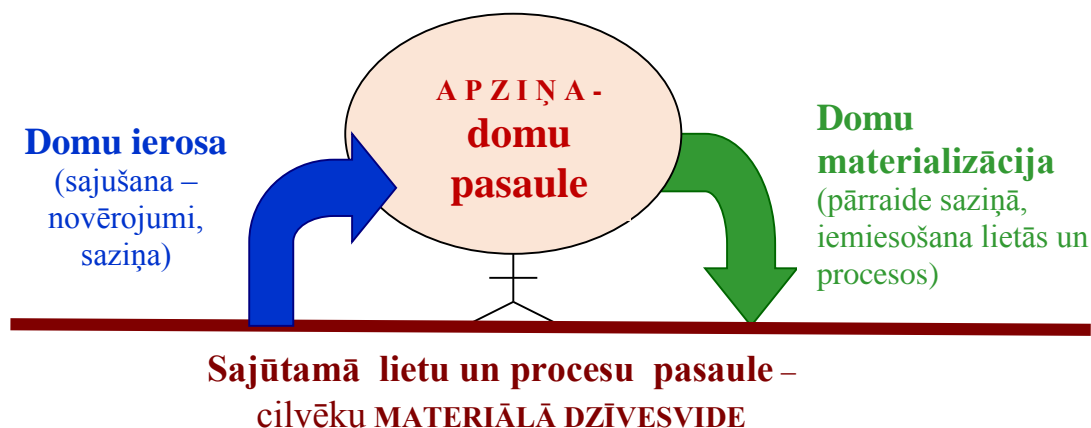 Domu ierosa
(sajušana –
novērojumi,
saziņa)
A P Z I Ņ A -
domu
pasaule
Domu
materializācija
(pārraide saziņā,
iemiesošana lietās un
procesos)
Sajūtamā lietu un procesu pasaule –
cilvēku MATERIĀLĀ DZĪVESVIDE